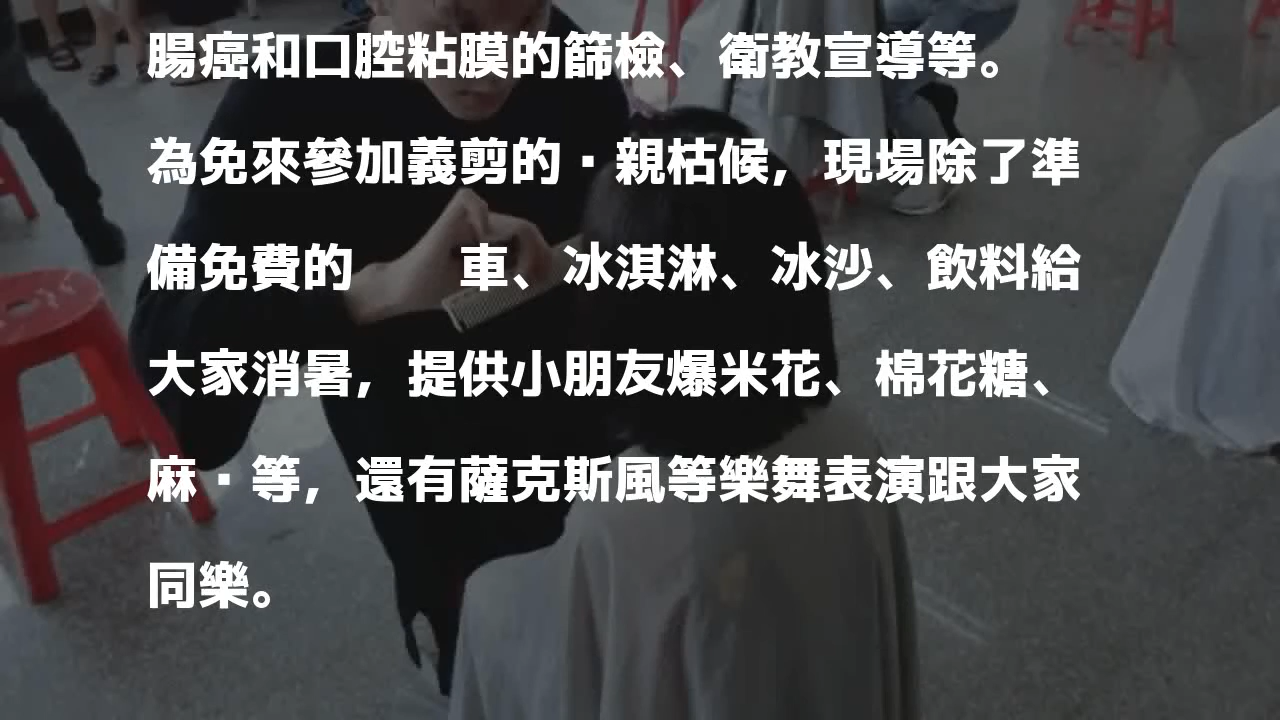 腸癌和口腔粘膜的篩檢、衛教宣導等。
為免來參加義剪的·親枯候，現場除了準
備免費的　　車、冰淇淋、冰沙、飲料給
大家消暑，提供小朋友爆米花、棉花糖、
麻·等，還有薩克斯風等樂舞表演跟大家
同樂。